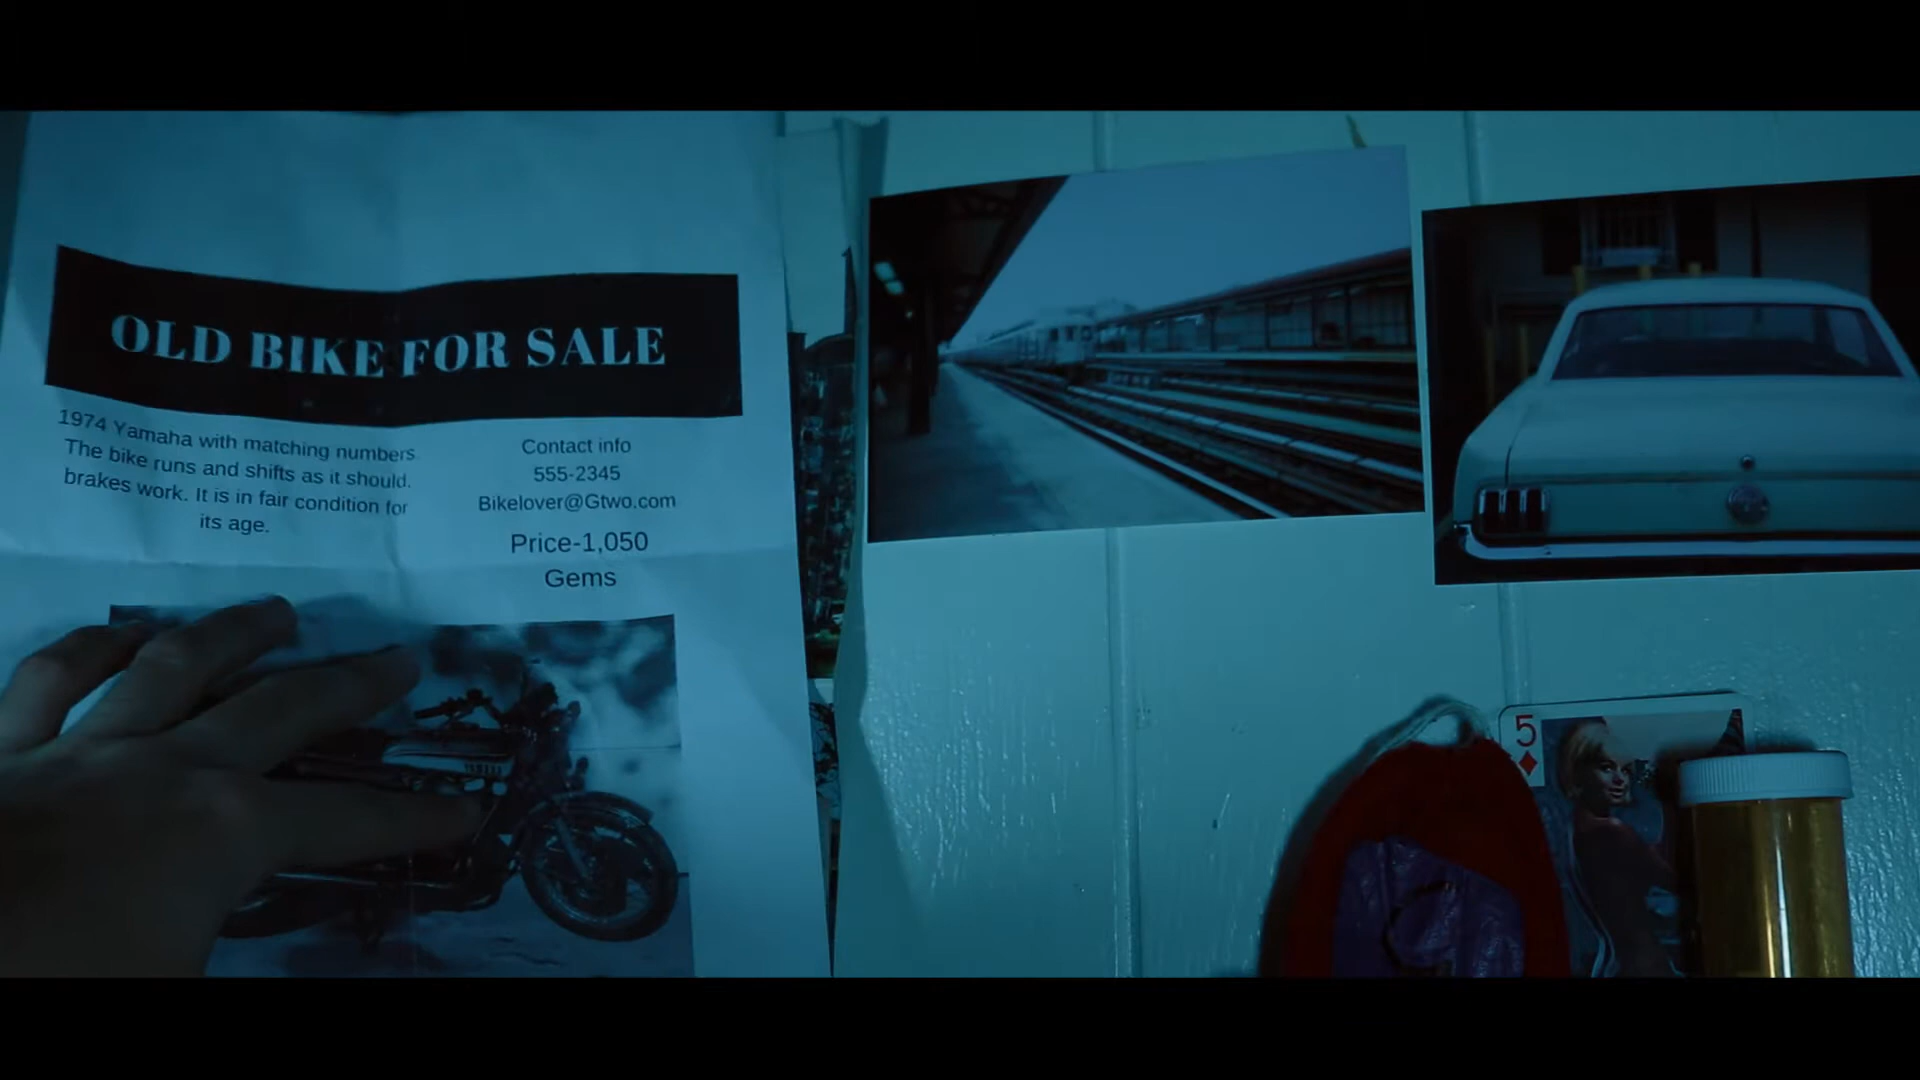 OLD BIKE FOR SALE
1974 Yamaha with matching numbers.
The bike runs and shifts as it should.
brakes work. It is in fair condition for
its age.
Contact info
555-2345
Bikelover@Gtwo.com
Price-1,050
Gems
5